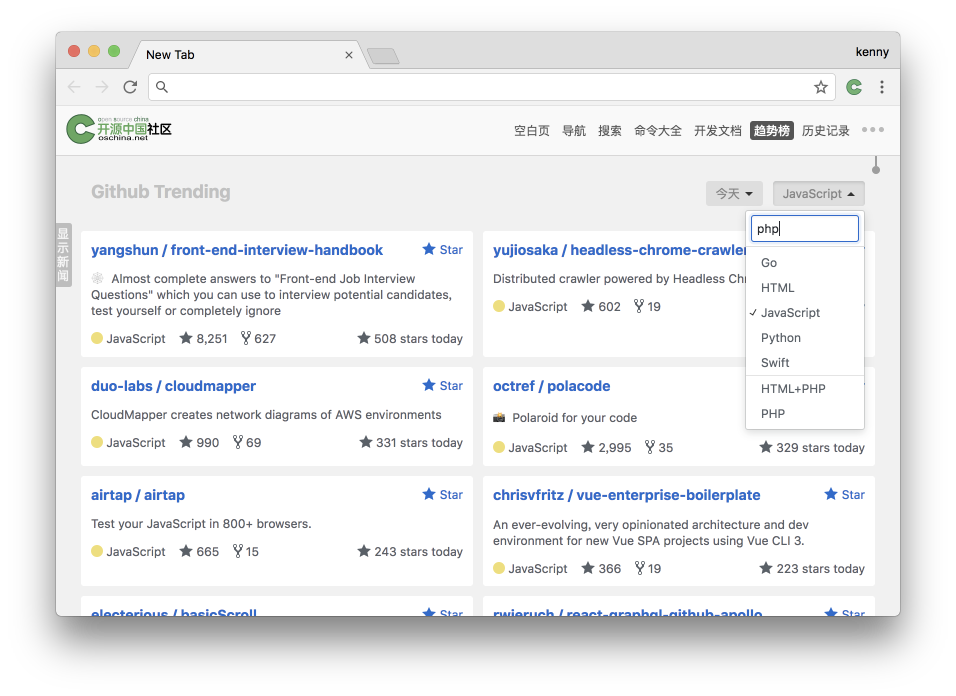 New Tab
kenny
open source china
开源中国社区
oschina.net
空白页 导航 搜索 命令大全 开发文档 趋势榜 历史记录
Github Trending
今天
JavaScript
php
Go
HTML
JavaScript
Python
Swift
HTML+PHP
PHP
显示新闻
yangshun / front-end-interview-handbook
Star
Almost complete answers to "Front-end Job Interview
Questions" which you can use to interview potential candidates,
test yourself or completely ignore
JavaScript 8,251 627 508 stars today
yujiosaka / headless-chrome-crawler
Distributed crawler powered by Headless
JavaScript 602 19
duo-labs / cloudmapper
Star
CloudMapper creates network diagrams of AWS environments
JavaScript 990 69 331 stars today
octref / polacode
Polaroid for your code
JavaScript 2,995 35 329 stars today
airtap / airtap
Star
Test your JavaScript in 800+ browsers.
JavaScript 665 15 243 stars today
chrisvfritz / vue-enterprise-boilerplate
Star
An ever-evolving, very opinionated architecture and dev
environment for new Vue SPA projects using Vue CLI 3.
JavaScript 366 19 223 stars today
electerious / basicScroll
Star
rwieruch / react-graphql-github-apollo
Star